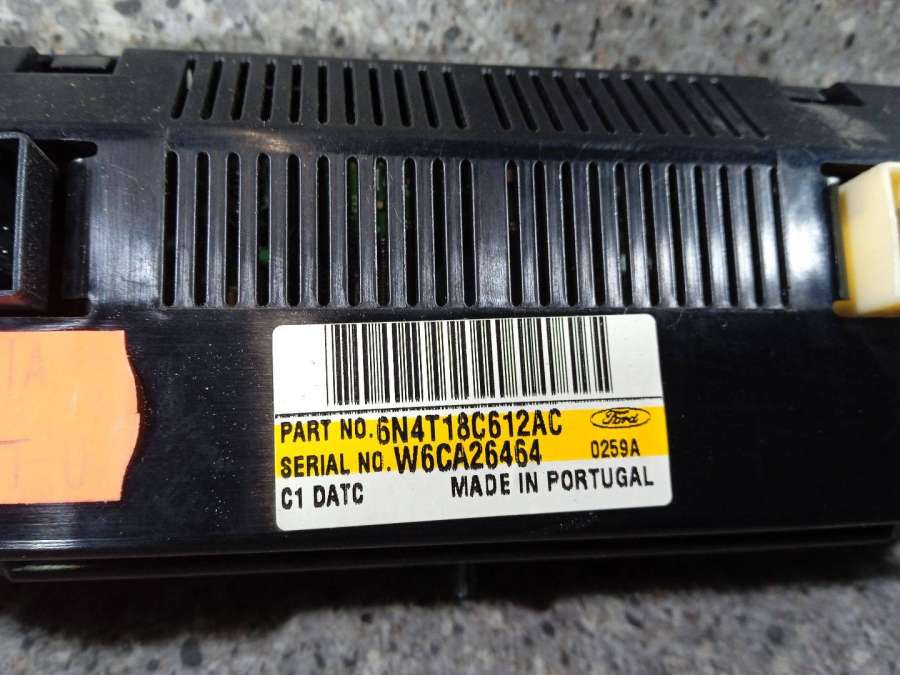 PART NO. 6N4T18C612AC Ford
SERIAL NO. W6CA26464 0259A
C1 DATC MADE IN PORTUGAL